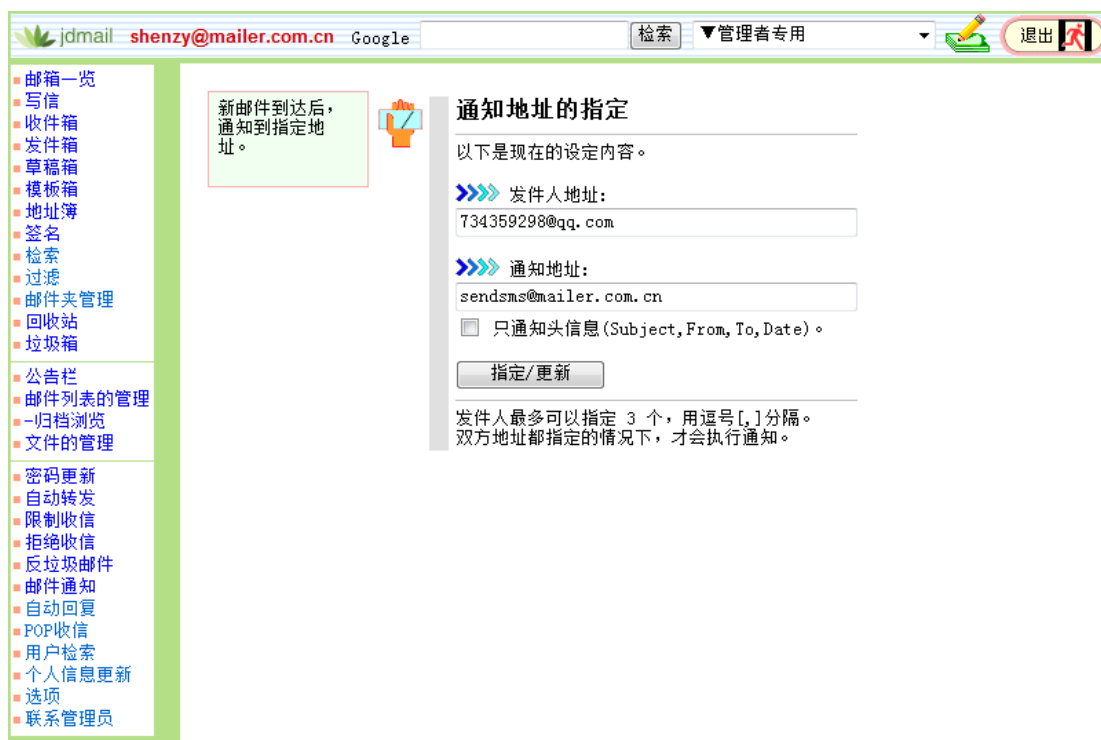 jdmail shenzy@mailer.com.cn Google 检索 ▼管理者专用 退出
邮箱一览
写信
收件箱
发件箱
草稿箱
模板箱
地址簿
签名
检索
过滤
邮件夹管理
回收站
垃圾箱
公告栏
邮件列表的管理
-归档浏览
文件的管理
密码更新
自动转发
限制收信
拒绝收信
反垃圾邮件
邮件通知
自动回复
POP收信
用户检索
个人信息更新
选项
联系管理员
新邮件到达后，
通知到指定地
址。
通知地址的指定
以下是现在的设定内容。
发件人地址:
734359298@qq.com
通知地址:
sendsms@mailer.com.cn
只通知头信息(Subject,From,To,Date)。
指定/更新
发件人最多可以指定 3 个，用逗号[,]分隔。
双方地址都指定的情况下，才会执行通知。